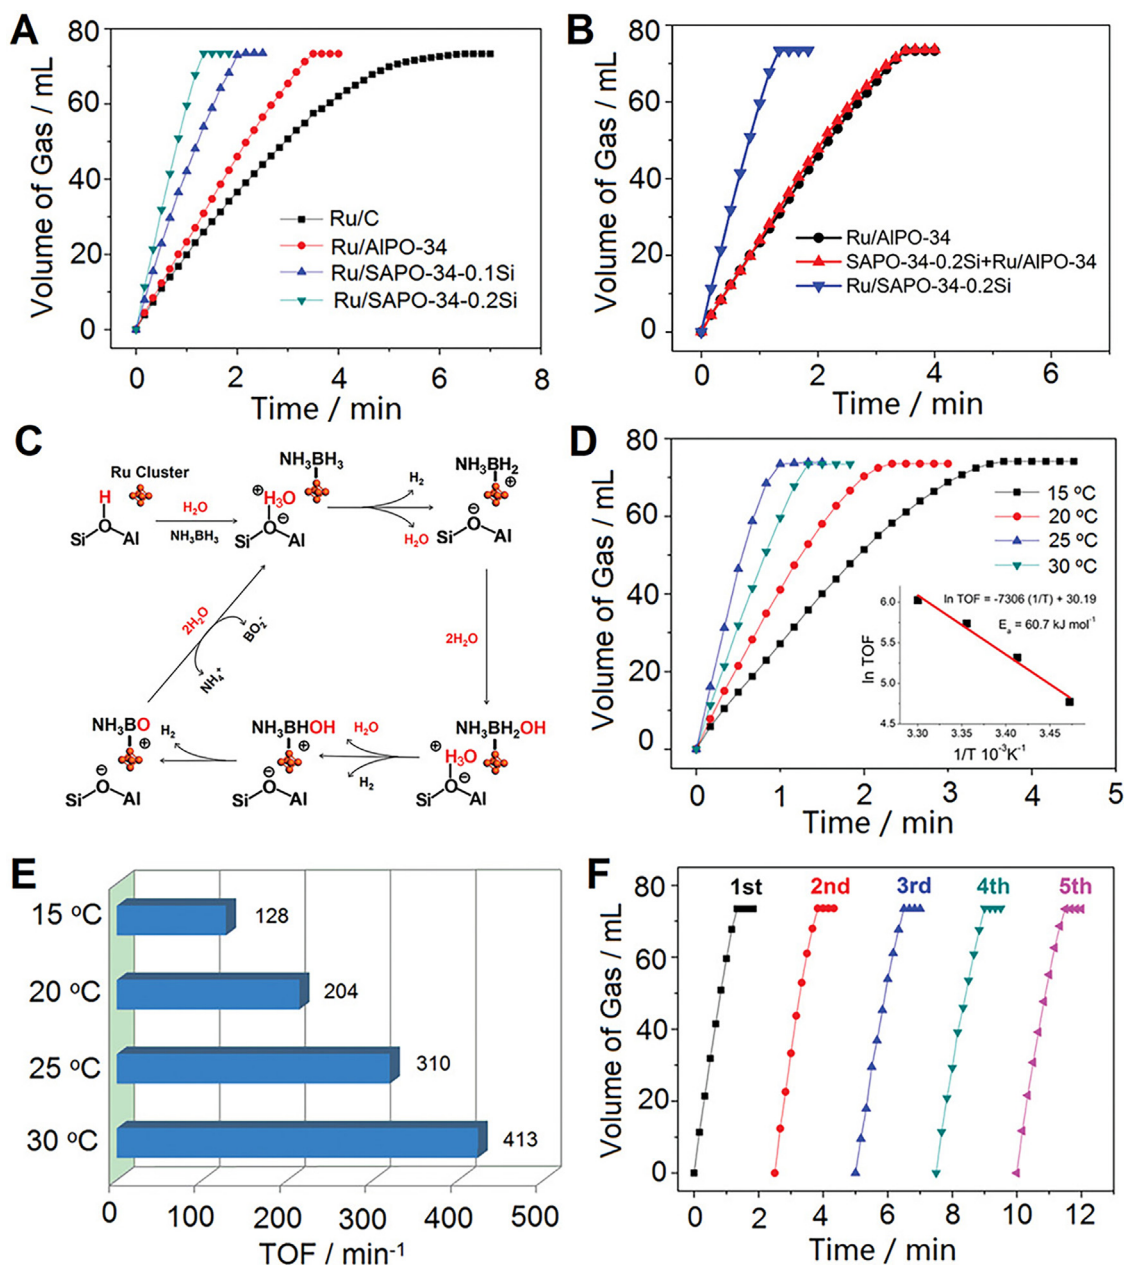 A
Volume of Gas / mL
80
60
40
20
0
Ru/C
Ru/AlPO-34
Ru/SAPO-34-0.1Si
Ru/SAPO-34-0.2Si
0 2 4 6 8
Time / min
B
Volume of Gas / mL
80
60
40
20
0
Ru/AlPO-34
SAPO-34-0.2Si+Ru/AlPO-34
Ru/SAPO-34-0.2Si
0 2 4 6
Time / min
C
Ru Cluster
H
O
Si Al
H₂O
NH₃BH₃
NH₃BH₃
⊕
H₃O
O ⊖
Si Al
H₂
H₂O
NH₃BH₂
⊕
⊖
O
Si Al
2H₂O
NH₃BH₂OH
⊕
H₃O
O ⊖
Si Al
H₂O
H₂
NH₃BHOH
⊕
⊖
O
Si Al
H₂
NH₃BO
⊕
⊖
O
Si Al
2H₂O
BO₂⁻
NH₄⁺
D
Volume of Gas / mL
80
60
40
20
0
15 ºC
20 ºC
25 ºC
30 ºC
ln TOF
6.0
5.5
5.0
4.5
ln TOF = -7306 (1/T) + 30.19
Eₐ = 60.7 kJ mol⁻¹
3.30 3.35 3.40 3.45
1/T 10⁻³K⁻¹
0 1 2 3 4 5
Time / min
E
15 ºC
128
20 ºC
204
25 ºC
310
30 ºC
413
0 100 200 300 400 500
TOF / min⁻¹
F
Volume of Gas / mL
80
60
40
20
0
1st 2nd 3rd 4th 5th
0 2 4 6 8 10 12
Time / min